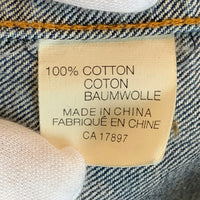 100% COTTON
COTON
BAUMWOLLE
MADE IN CHINA
FABRIQUÉ EN CHINE
CA 17897